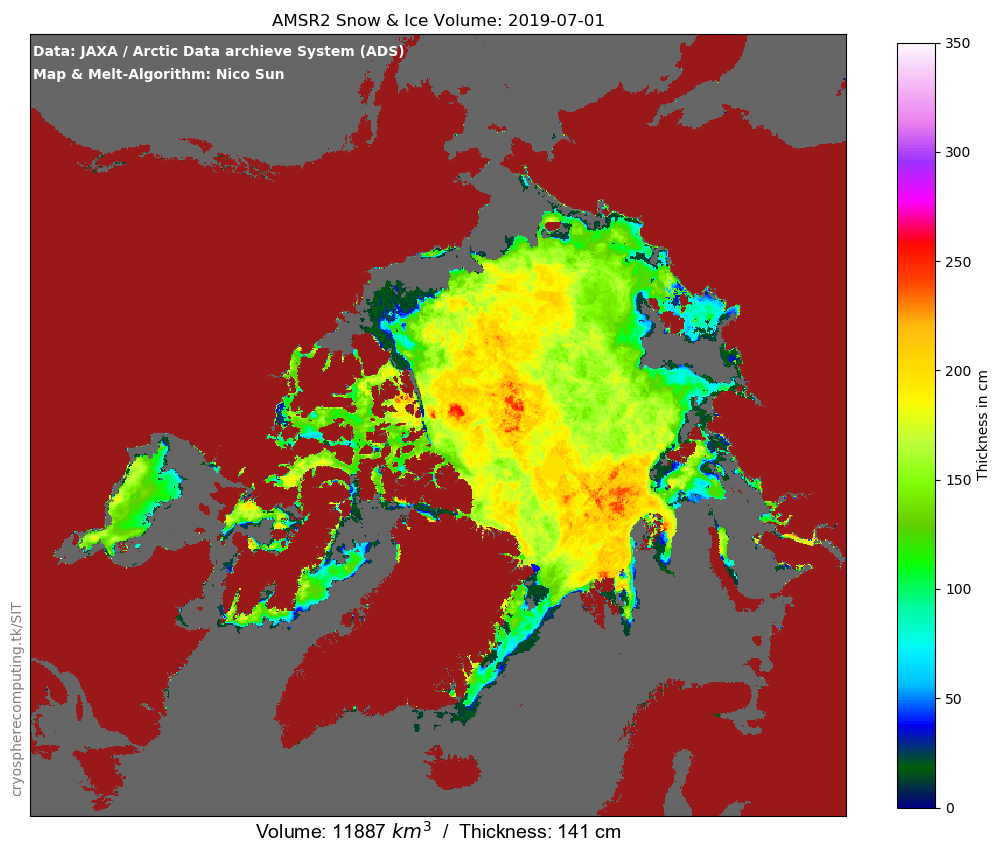 AMSR2 Snow & Ice Volume: 2019-07-01
Data: JAXA / Arctic Data archieve System (ADS)
Map & Melt-Algorithm: Nico Sun
350
300
250
200
150
100
50
0
Thickness in cm
cryospherecomputing.tk/SIT
Volume: 11887 km³ / Thickness: 141 cm